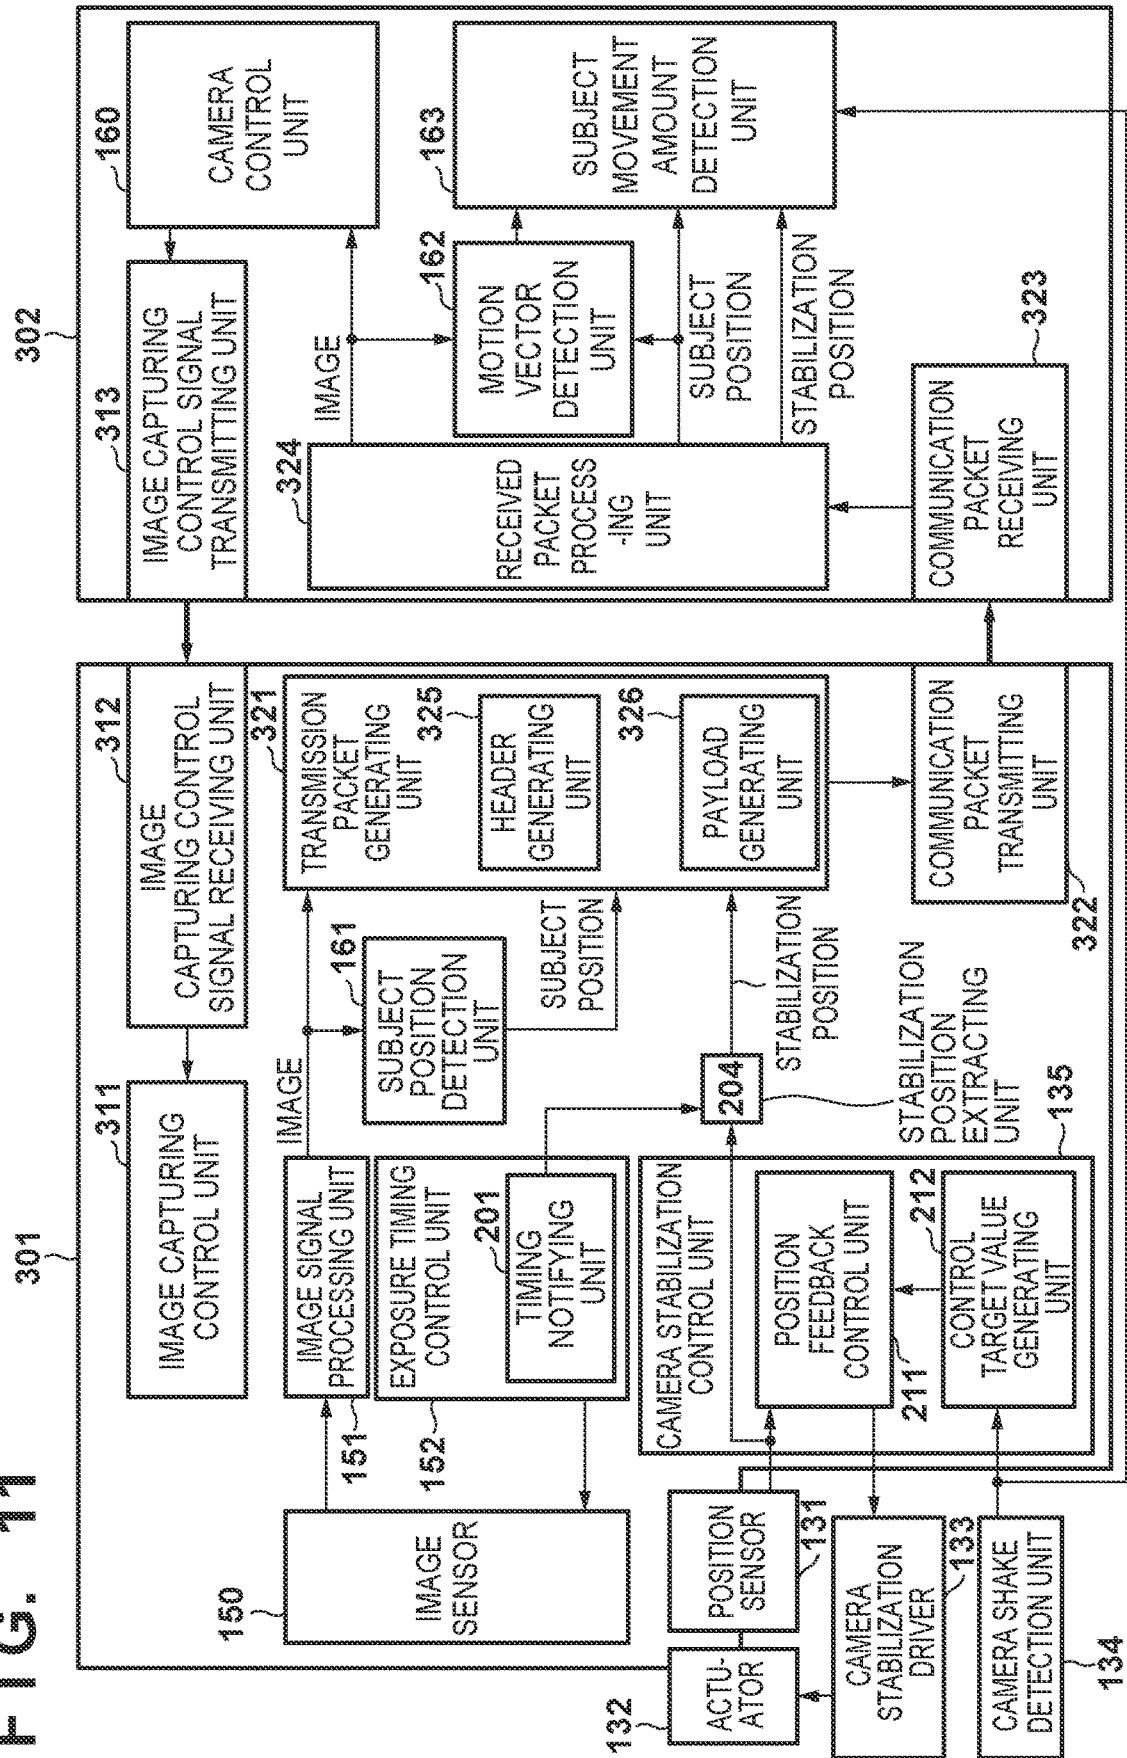 FIG. 11
301
302
150
IMAGE
SENSOR
151
IMAGE SIGNAL
PROCESSING UNIT
152
EXPOSURE TIMING
CONTROL UNIT
201
TIMING
NOTIFYING
UNIT
311
IMAGE CAPTURING
CONTROL UNIT
312
IMAGE
CAPTURING CONTROL
SIGNAL RECEIVING UNIT
313
IMAGE CAPTURING
CONTROL SIGNAL
TRANSMITTING UNIT
160
CAMERA
CONTROL
UNIT
IMAGE
161
SUBJECT
POSITION
DETECTION
UNIT
SUBJECT
POSITION
321
TRANSMISSION
PACKET
GENERATING
UNIT
325
HEADER
GENERATING
UNIT
326
PAYLOAD
GENERATING
UNIT
324
RECEIVED
PACKET
PROCESS
-ING
UNIT
IMAGE
162
MOTION
VECTOR
DETECTION
UNIT
163
SUBJECT
MOVEMENT
AMOUNT
DETECTION
UNIT
SUBJECT
POSITION
STABILIZATION
POSITION
132
ACTU-
ATOR
POSITION
SENSOR
131
CAMERA
STABILIZATION
DRIVER
133
CAMERA SHAKE
DETECTION UNIT
134
CAMERA STABILIZATION
CONTROL UNIT
135
POSITION
FEEDBACK
CONTROL UNIT
211
212
CONTROL
TARGET VALUE
GENERATING
UNIT
204
STABILIZATION
POSITION
STABILIZATION
POSITION
EXTRACTING
UNIT
322
COMMUNICATION
PACKET
TRANSMITTING
UNIT
323
COMMUNICATION
PACKET
RECEIVING
UNIT